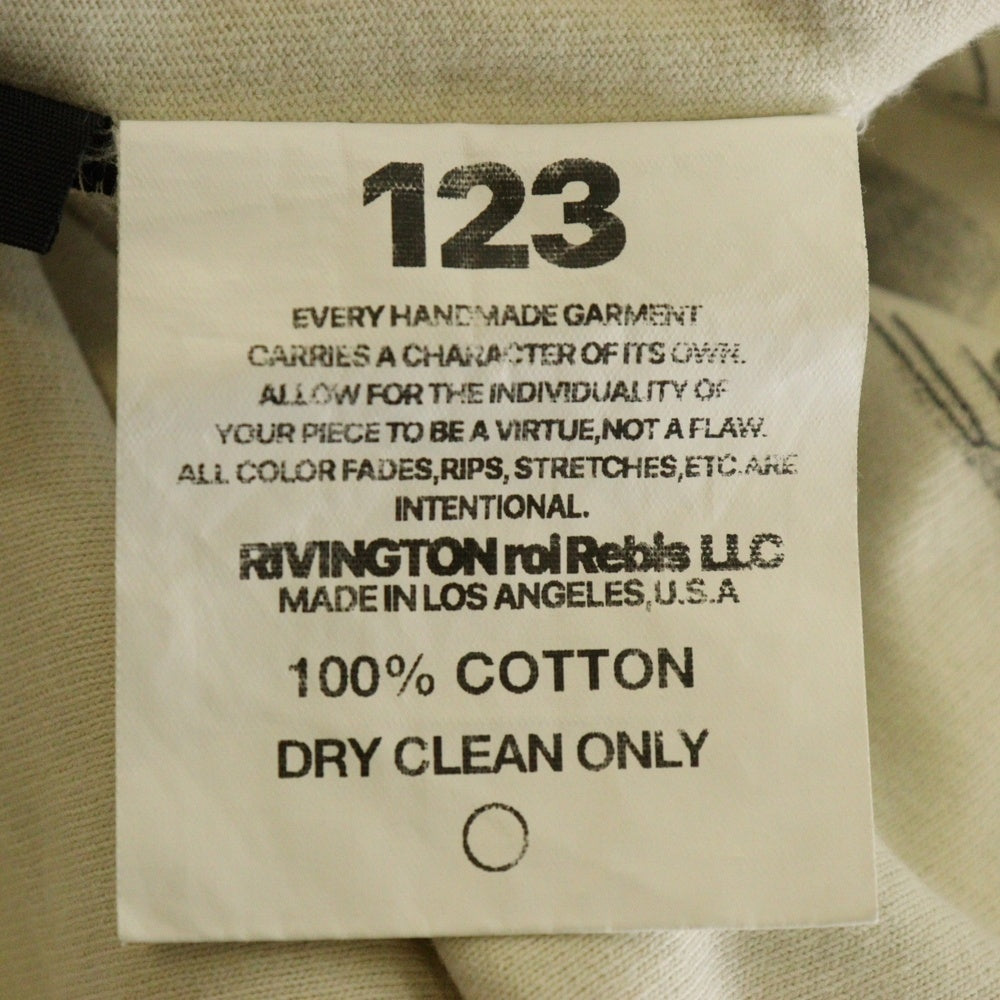 123
EVERY HANDMADE GARMENT
CARRIES A CHARACTER OF ITS OWN.
ALLOW FOR THE INDIVIDUALITY OF
YOUR PIECE TO BE A VIRTUE,NOT A FLAW.
ALL COLOR FADES,RIPS, STRETCHES,ETC.ARE
INTENTIONAL.
RIVINGTON roi Rebis LLC
MADE IN LOS ANGELES,U.S.A
100% COTTON
DRY CLEAN ONLY